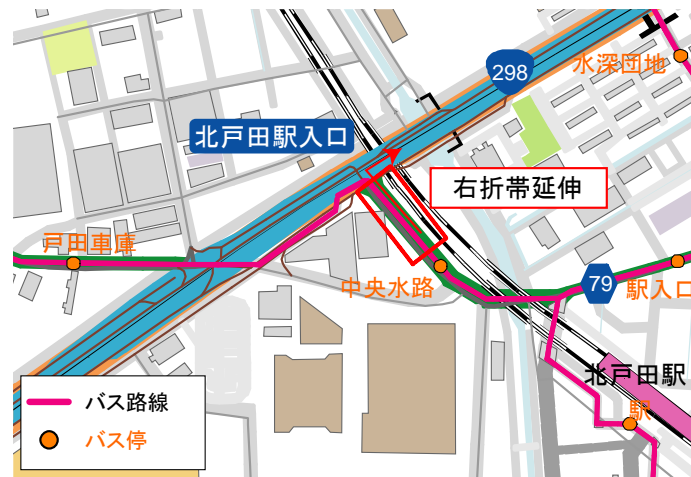 298
水深団地
北戸田駅入口
右折帯延伸
戸田車庫
中央水路
79
駅入口
北戸田駅
駅
バス路線
バス停